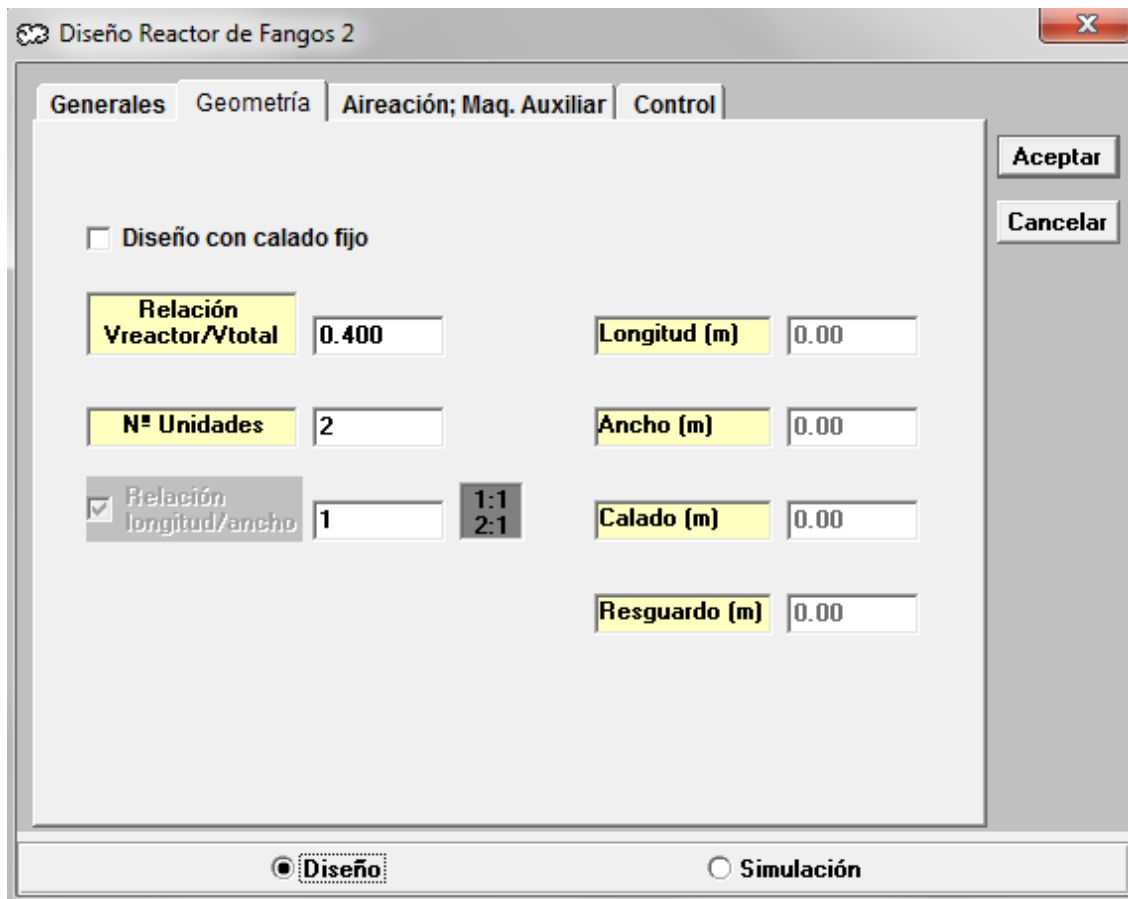 Diseño Reactor de Fangos 2
X
Generales Geometría Aireación; Maq. Auxiliar Control
Aceptar
Cancelar
Diseño con calado fijo
Relación
Vreactor/Vtotal 0.400
Longitud (m) 0.00
Nº Unidades 2
Ancho (m) 0.00
Relación
longitud/ancho 1
1:1
2:1
Calado (m) 0.00
Resguardo (m) 0.00
Diseño Simulación